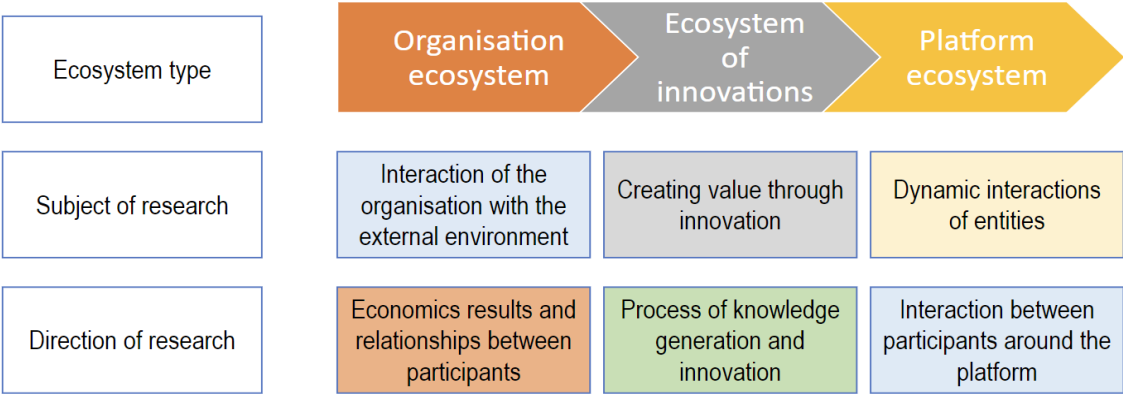 Ecosystem type
Organisation
ecosystem
Ecosystem
of
innovations
Platform
ecosystem
Subject of research
Interaction of the
organisation with the
external environment
Creating value through
innovation
Dynamic interactions
of entities
Direction of research
Economics results and
relationships between
participants
Process of knowledge
generation and
innovation
Interaction between
participants around the
platform